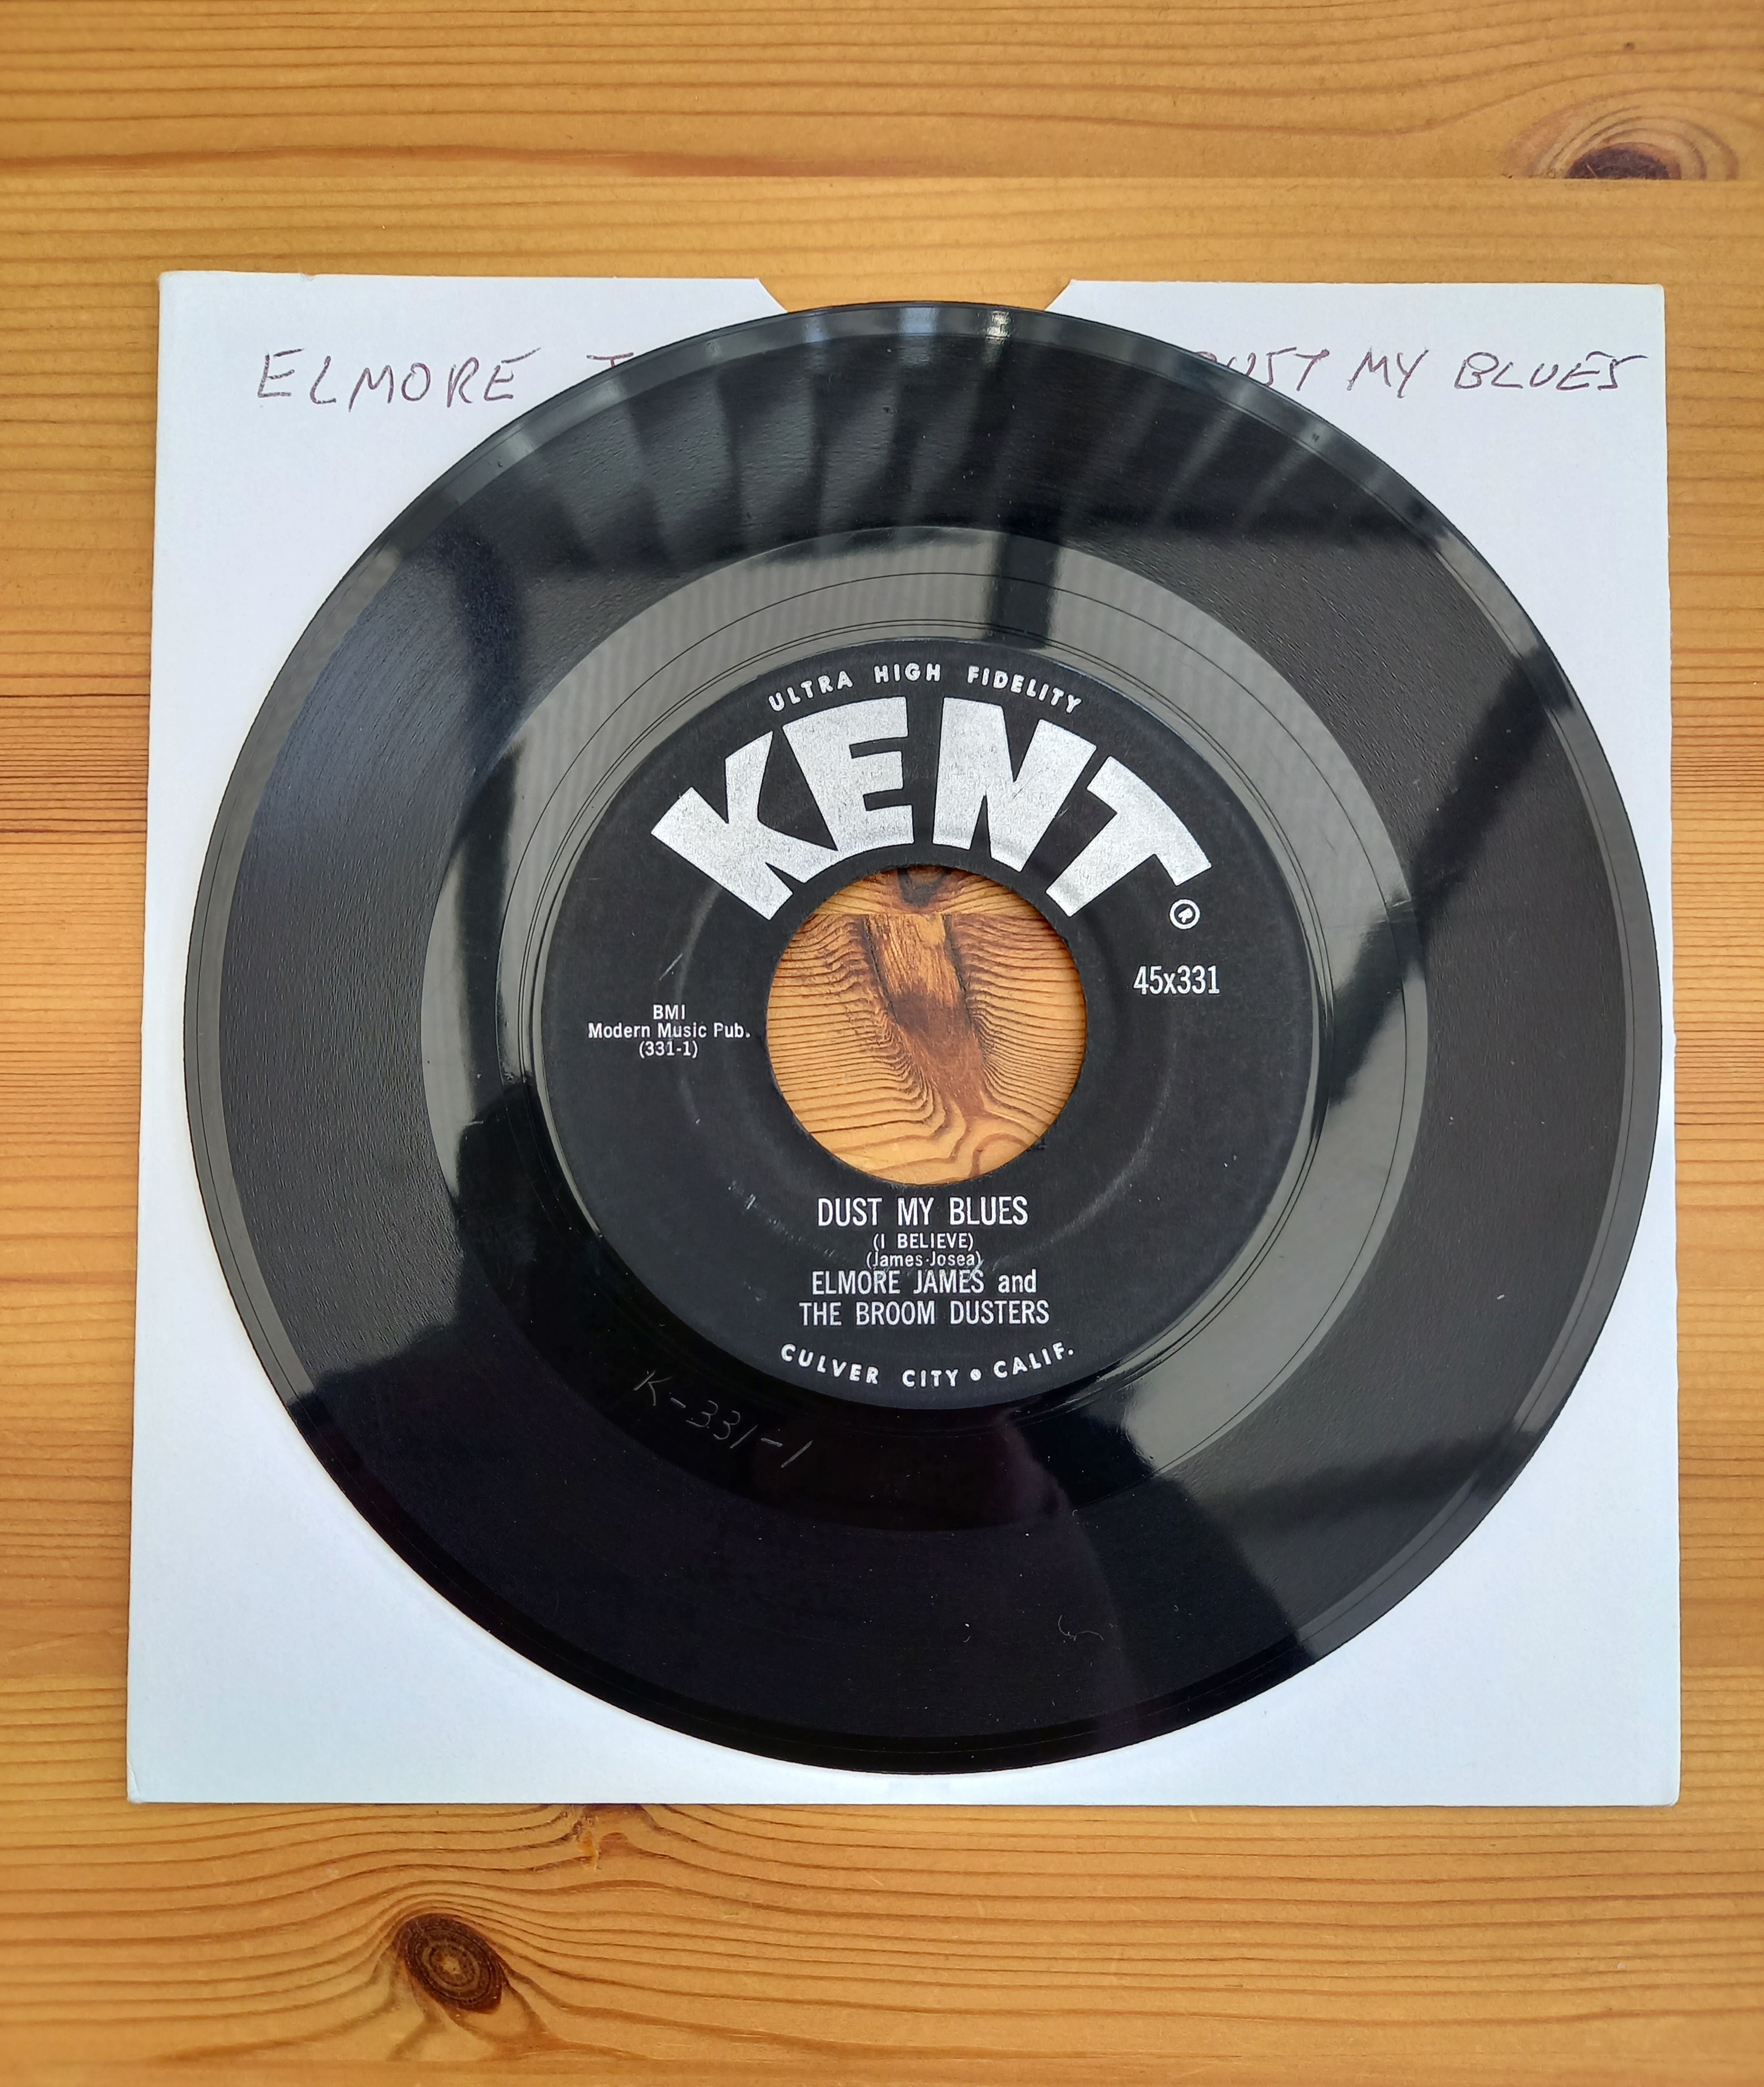 ELMORE MY BLUES
ULTRA HIGH FIDELITY
KENT
®
45x331
BMI
Modern Music Pub.
(331-1)
DUST MY BLUES
(I BELIEVE)
(James-Josea)
ELMORE JAMES and
THE BROOM DUSTERS
CULVER CITY • CALIF.
K-331-1